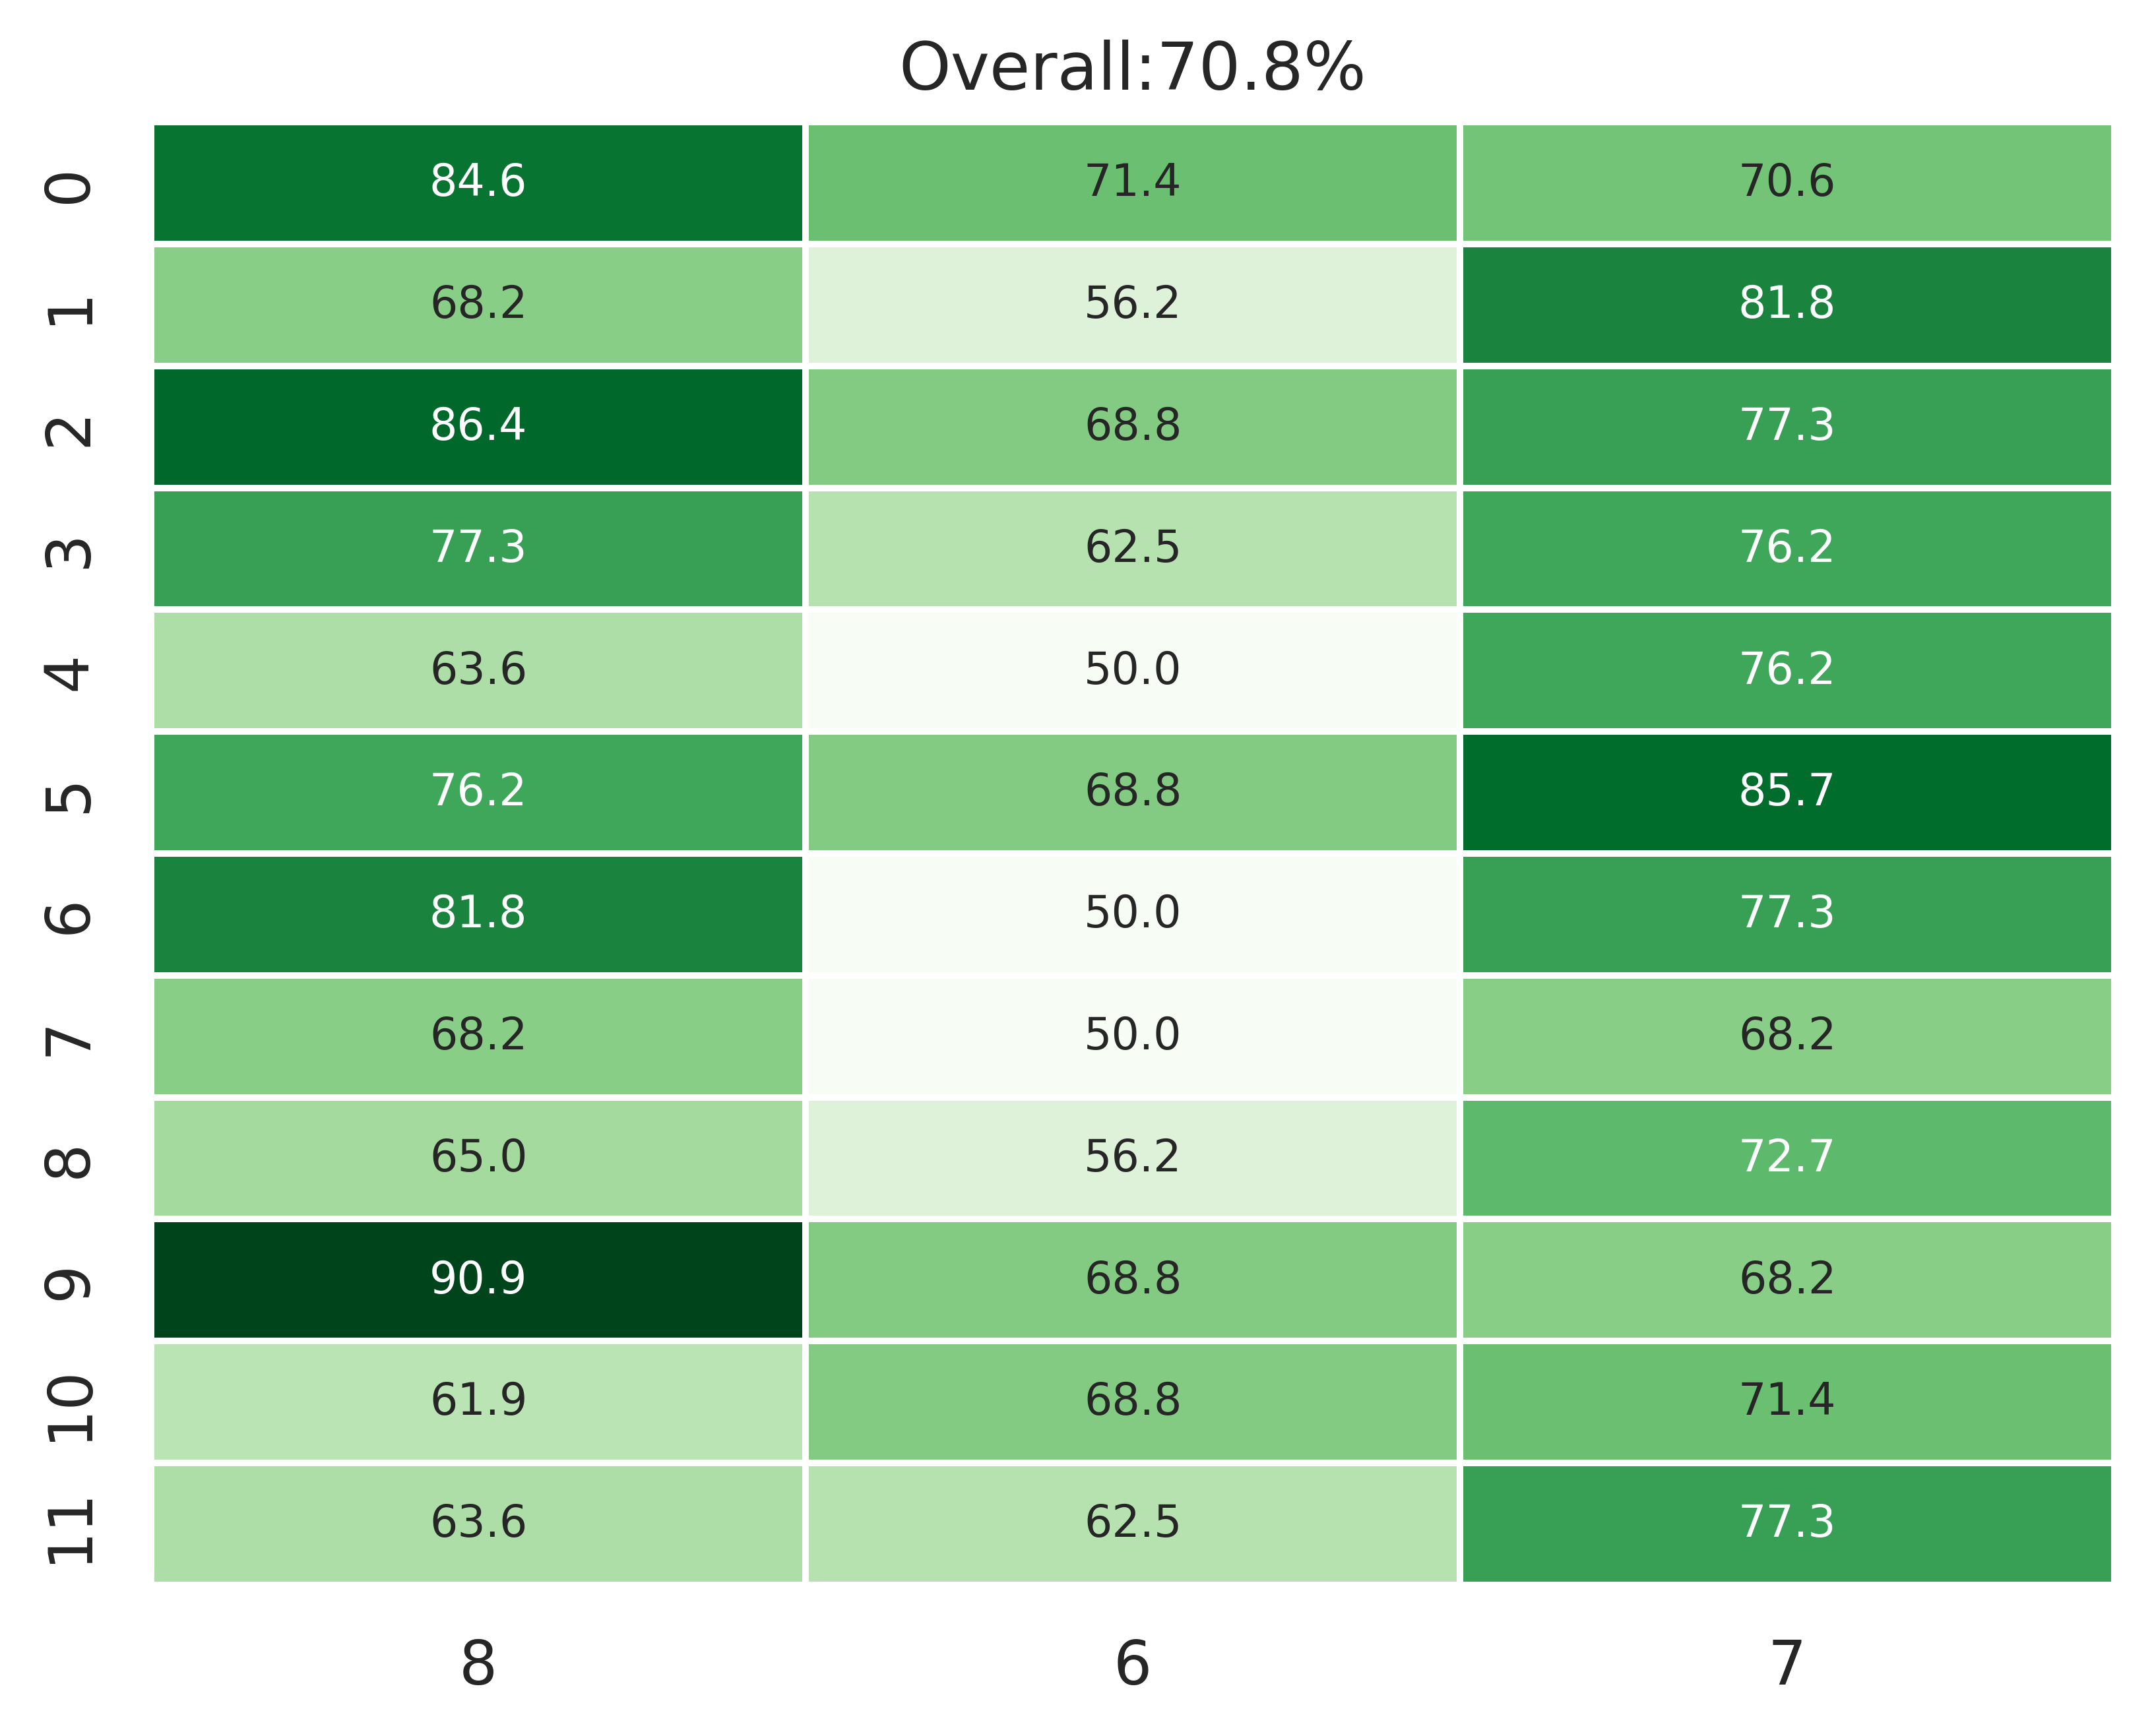 Overall:70.8%
0 84.6 71.4 70.6
1 68.2 56.2 81.8
2 86.4 68.8 77.3
3 77.3 62.5 76.2
4 63.6 50.0 76.2
5 76.2 68.8 85.7
6 81.8 50.0 77.3
7 68.2 50.0 68.2
8 65.0 56.2 72.7
9 90.9 68.8 68.2
10 61.9 68.8 71.4
11 63.6 62.5 77.3
8 6 7